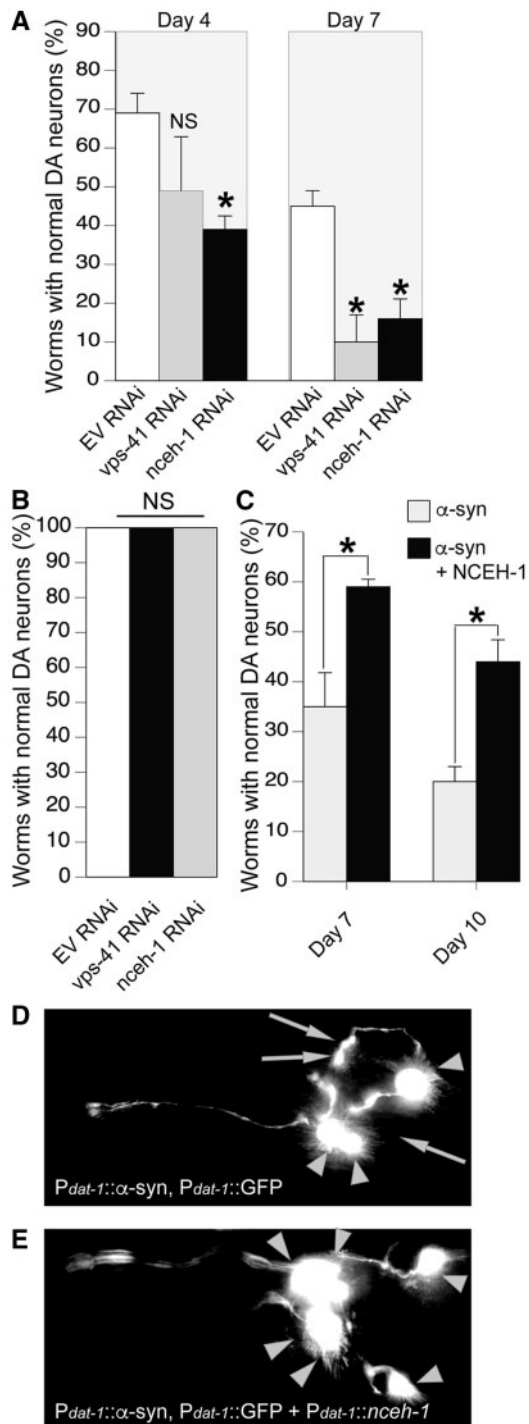 A
Day 4
Day 7
Worms with normal DA neurons (%)
90
80
70
60
50
40
30
20
10
0
NS
*
*
*
EV RNAi
vps-41 RNAi
nceh-1 RNAi
EV RNAi
vps-41 RNAi
nceh-1 RNAi
B
NS
Worms with normal DA neurons (%)
100
90
80
70
60
50
40
30
20
10
0
EV RNAi
vps-41 RNAi
nceh-1 RNAi
C
α-syn
α-syn
+ NCEH-1
Worms with normal DA neurons (%)
70
60
50
40
30
20
10
0
*
*
Day 7
Day 10
D
Pdat-1::α-syn, Pdat-1::GFP
E
Pdat-1::α-syn, Pdat-1::GFP + Pdat-1::nceh-1